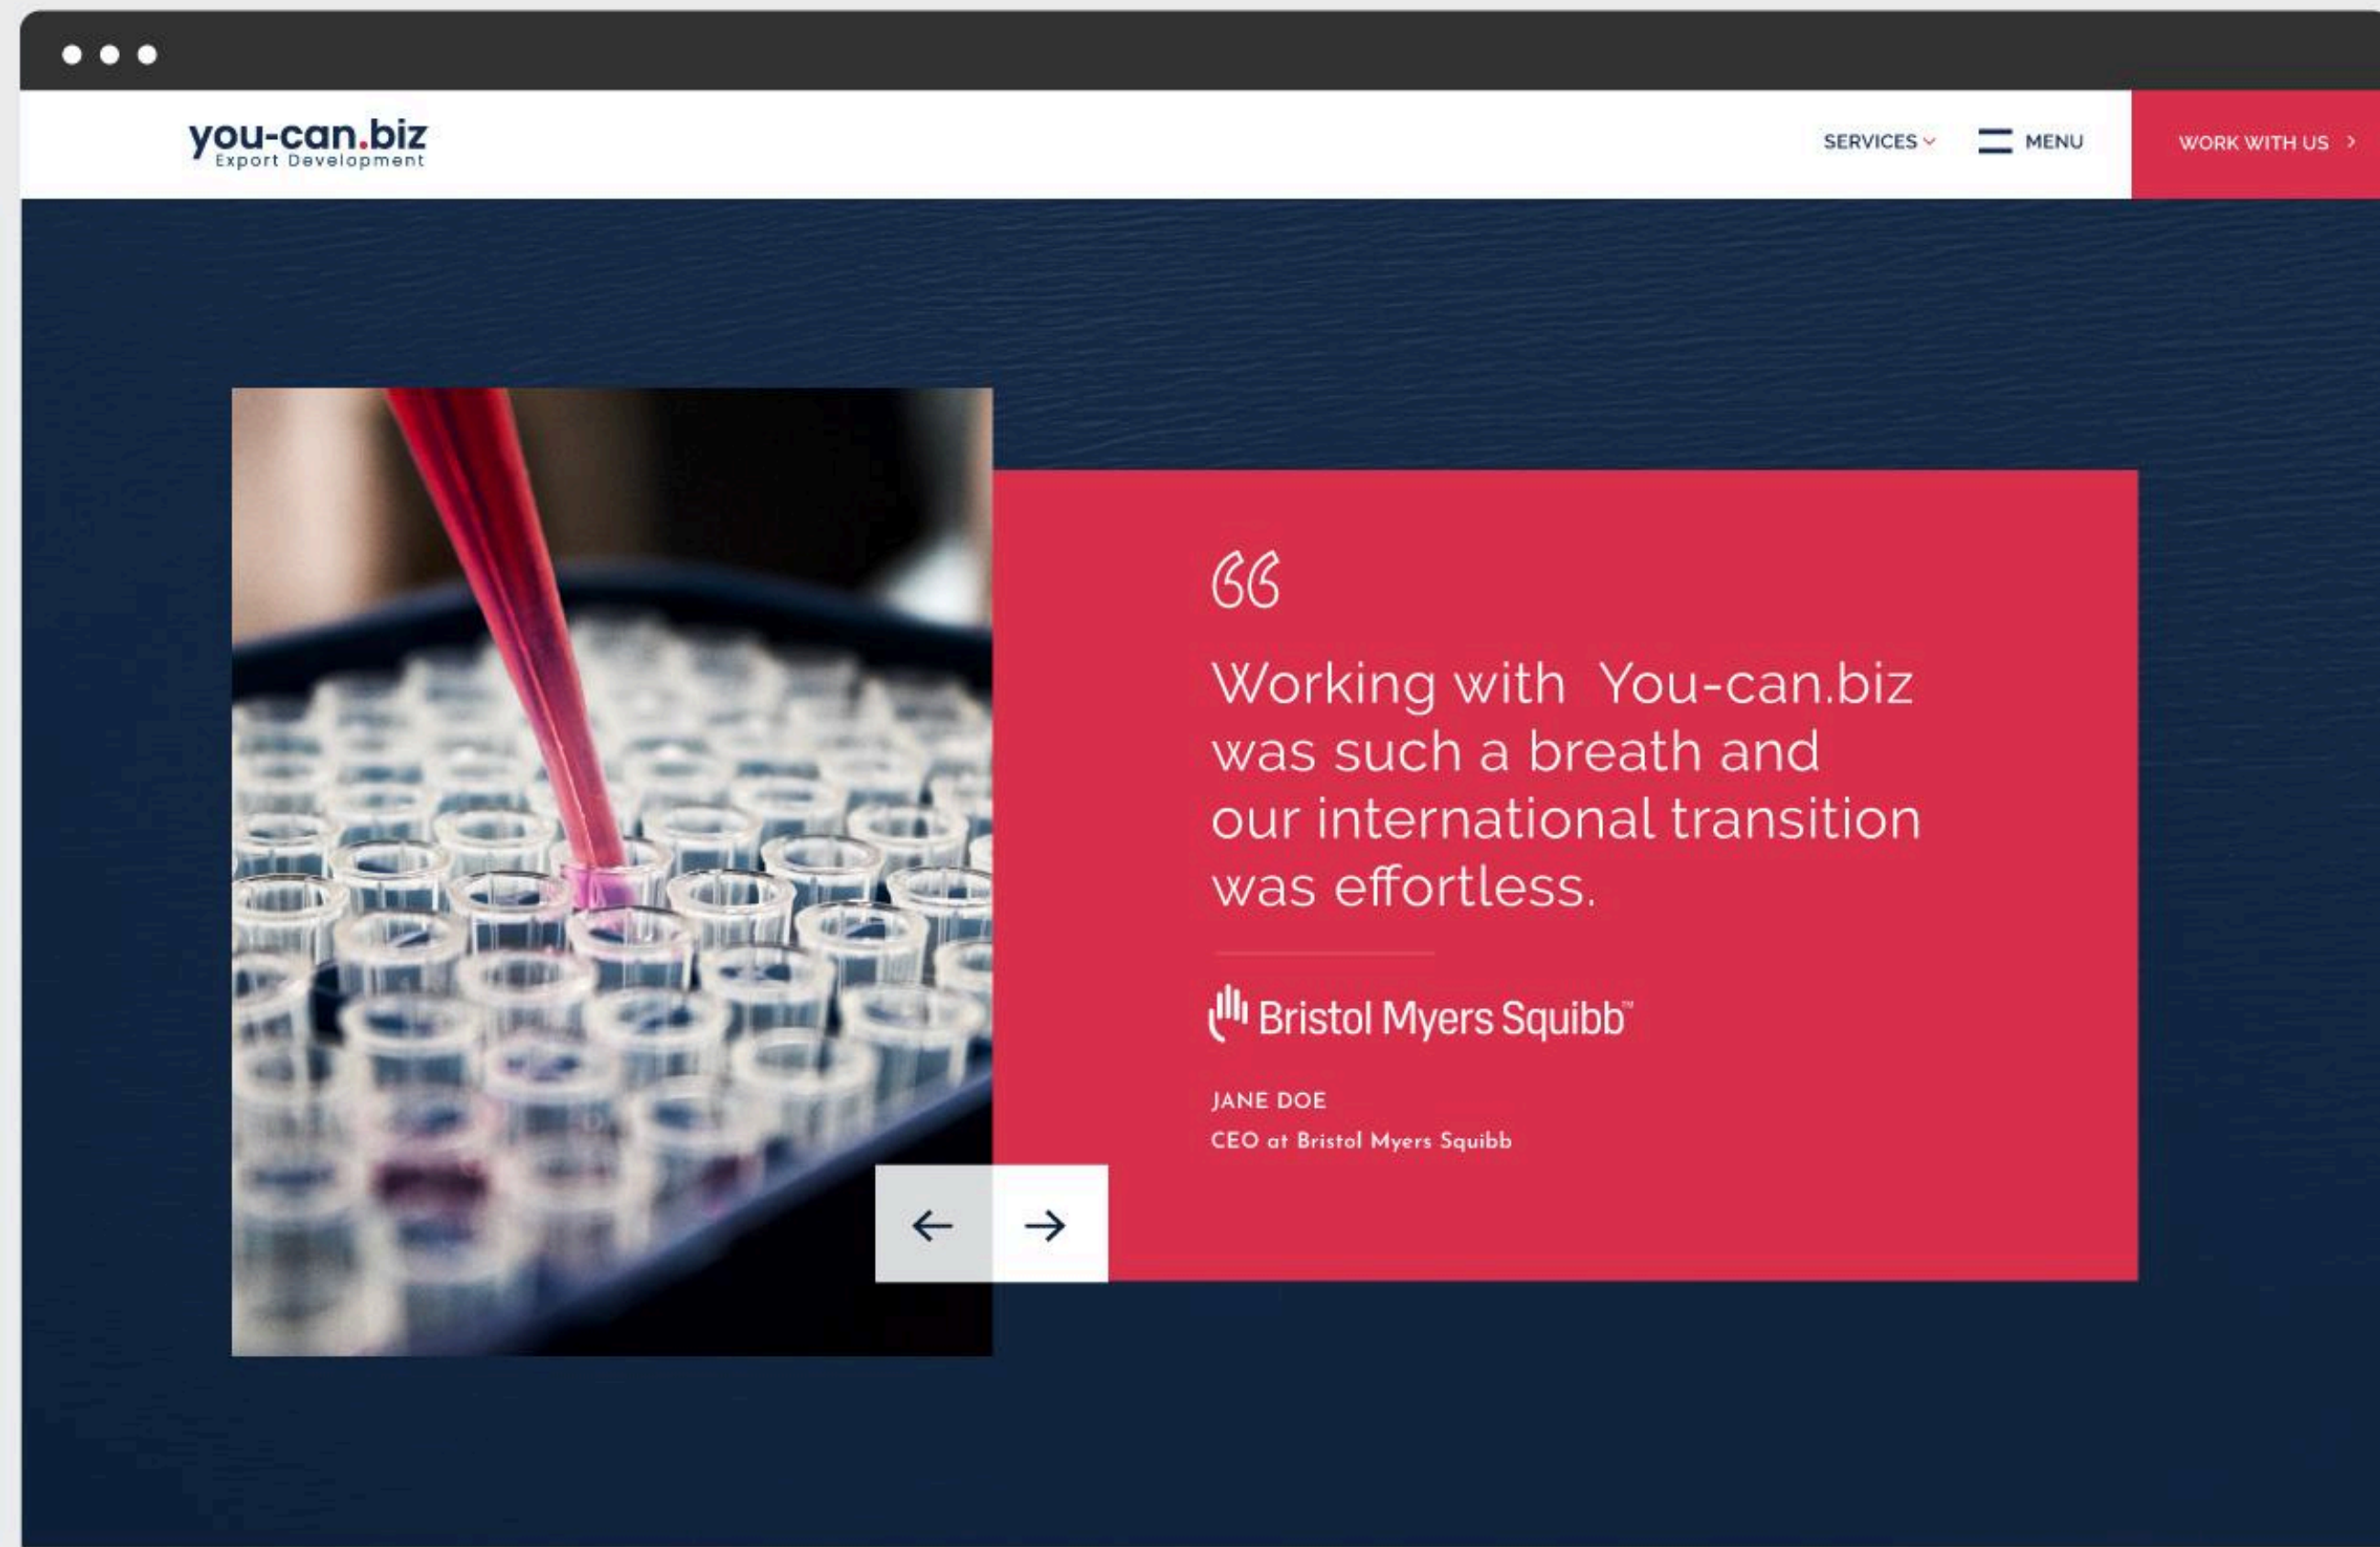 you-can.biz
Export Development
SERVICES
MENU
WORK WITH US
Working with You-can.biz
was such a breath and
our international transition
was effortless.
Bristol Myers Squibb™
JANE DOE
CEO at Bristol Myers Squibb